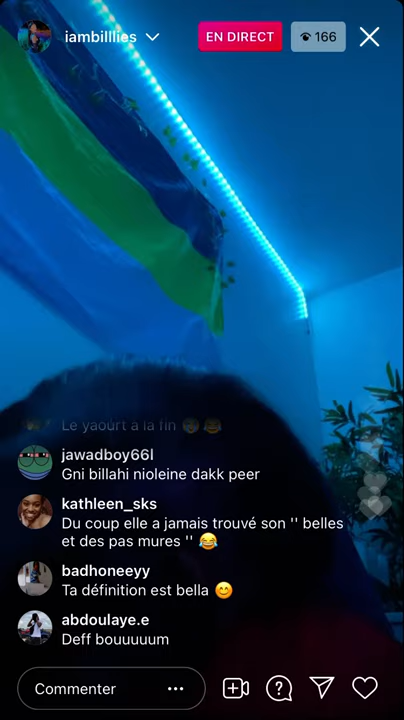 iambilllies
EN DIRECT
166
Le yaourt à la fin
jawadboy66l
Gni billahi nioleine dakk peer
kathleen_sks
Du coup elle a jamais trouvé son '' belles
et des pas mures '' 😂
badhoneeyy
Ta définition est bella 😊
abdoulaye.e
Deff bouuuuum
Commenter